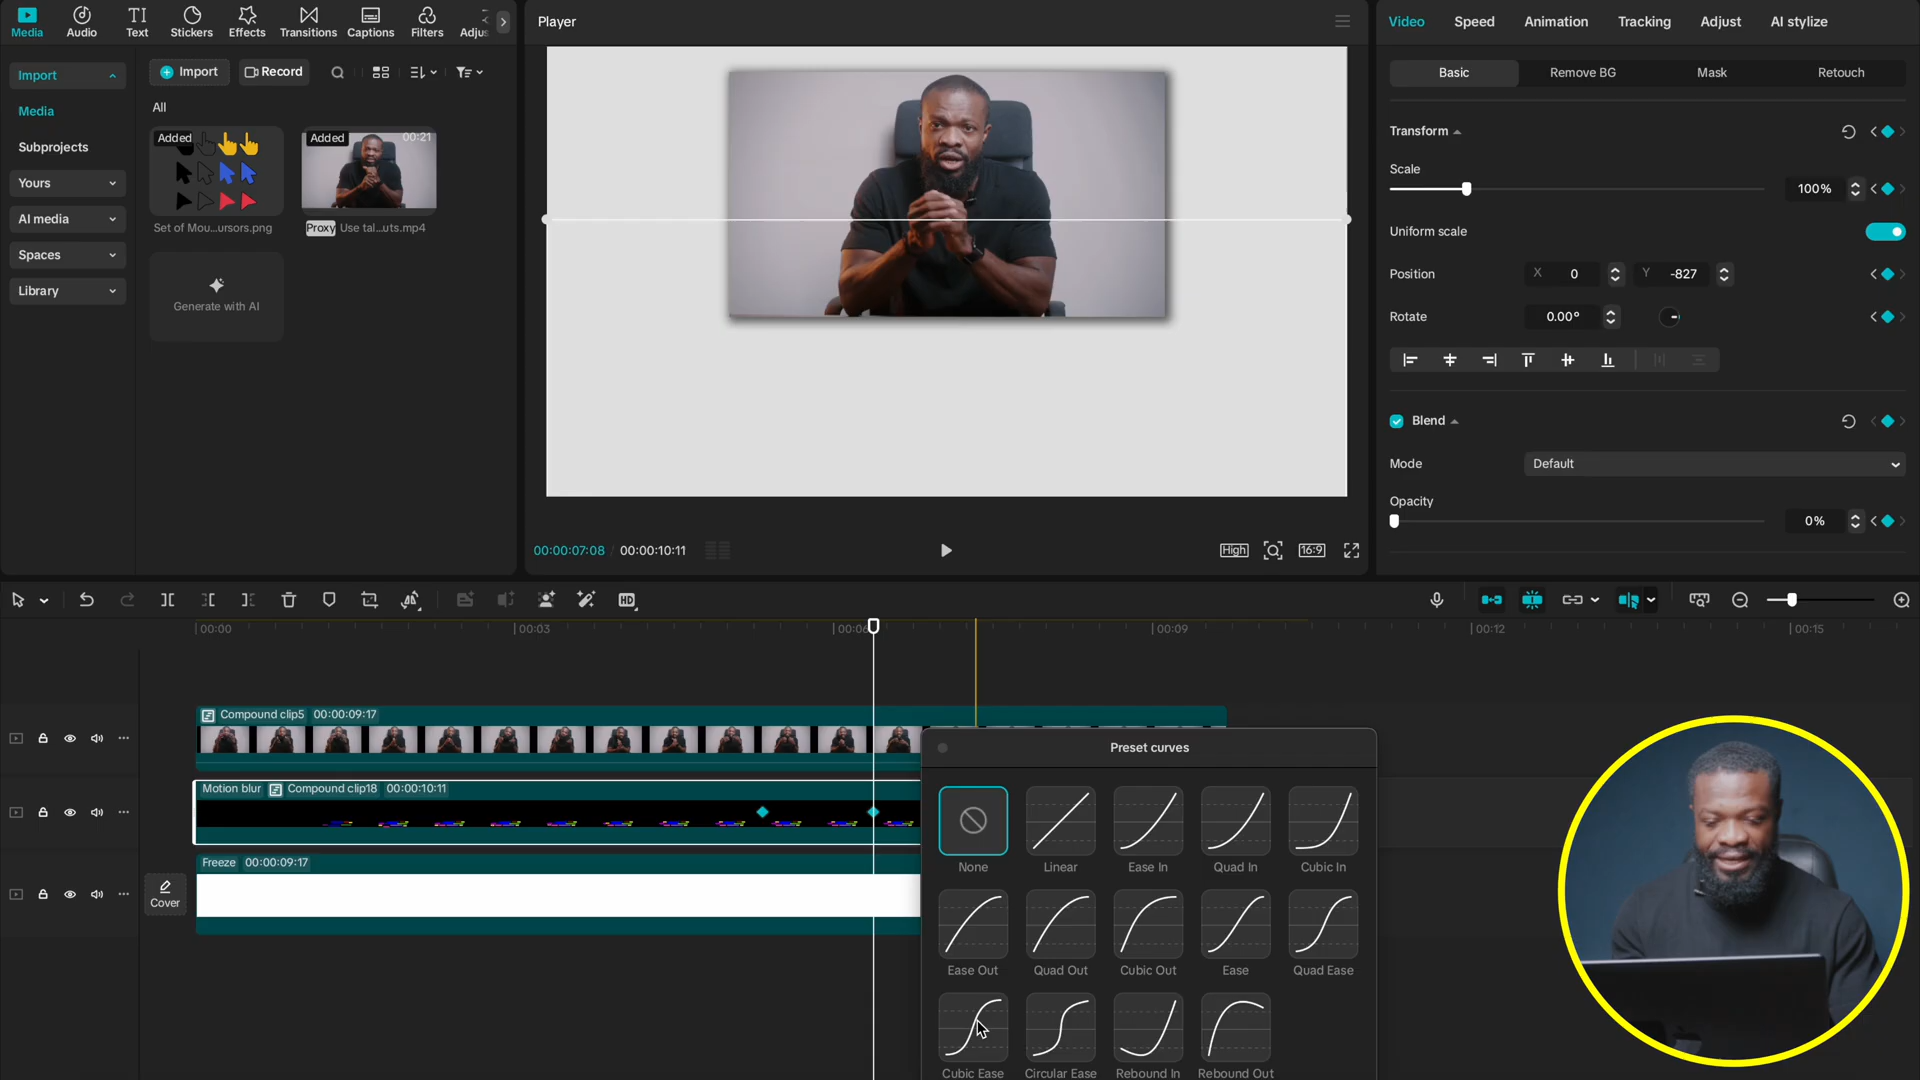 Media
Audio
Text
Stickers
Effects
Transitions
Captions
Filters
Adjus
Player
Video
Speed
Animation
Tracking
Adjust
AI stylize
Import
Media
Subprojects
Yours
AI media
Spaces
Library
Import
Record
All
Added
Set of Mou...ursors.png
Added
00:21
Proxy
Use tal...uts.mp4
Generate with AI
Basic
Remove BG
Mask
Retouch
Transform
Scale
100%
Uniform scale
Position
X 0
Y -827
Rotate
0.00°
Blend
Mode
Default
Opacity
0%
00:00:07:08 / 00:00:10:11
High
16:9
HD
00:00
00:03
00:06
00:09
00:12
00:15
Compound clip5 00:00:09:17
Motion blur Compound clip18 00:00:10:11
Freeze 00:00:09:17
Cover
Preset curves
None
Linear
Ease In
Quad In
Cubic In
Ease Out
Quad Out
Cubic Out
Ease
Quad Ease
Cubic Ease
Circular Ease
Rebound In
Rebound Out